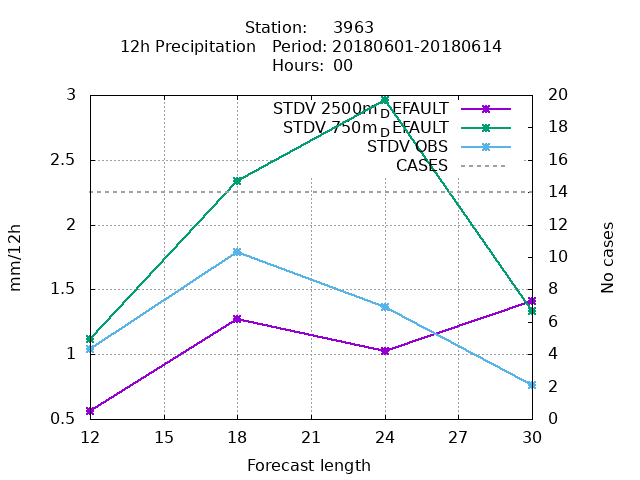 Station: 3963
12h Precipitation Period: 20180601-20180614
Hours: 00
STDV 2500m_DEFAULT
STDV 750m_DEFAULT
STDV OBS
CASES
mm/12h
3
2.5
2
1.5
1
0.5
20
18
16
14
12
10
8
6
4
2
0
No cases
12 15 18 21 24 27 30
Forecast length